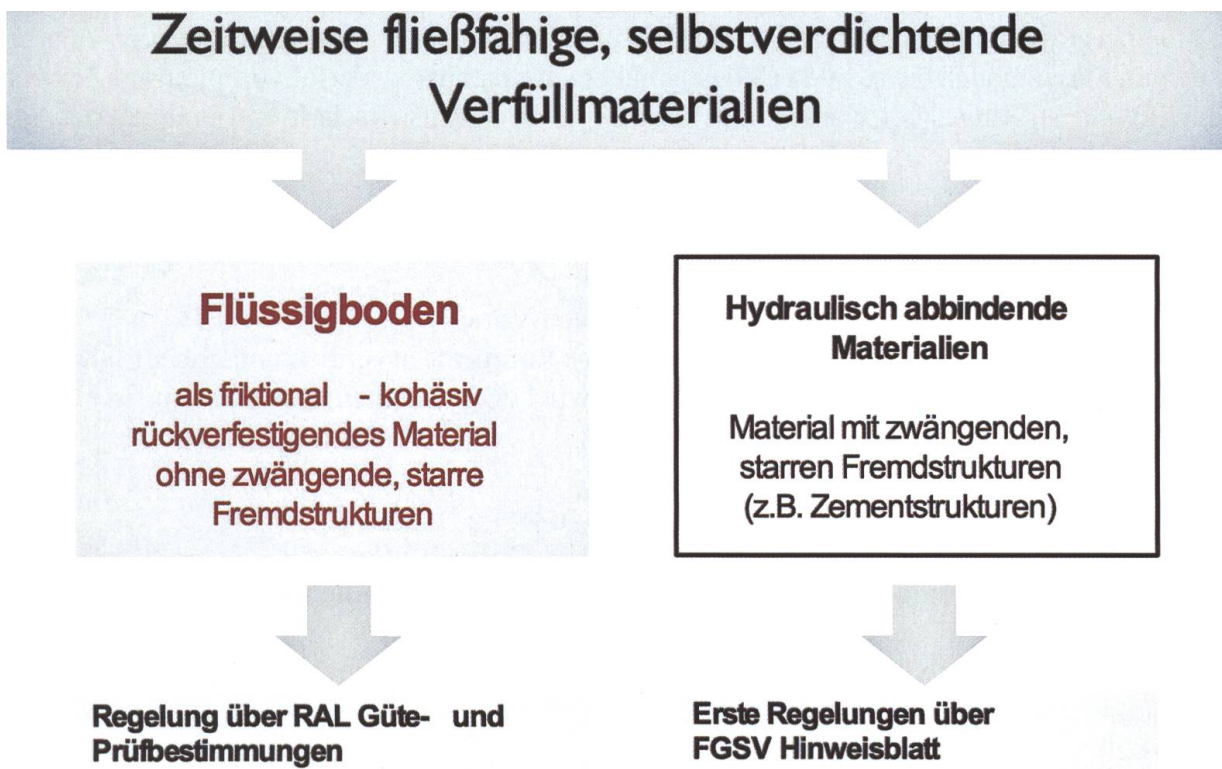 Zeitweise fließfähige, selbstverdichtende
Verfüllmaterialien
Flüssigboden
als friktional - kohäsiv
rückverfestigendes Material
ohne zwängende, starre
Fremdstrukturen
Regelung über RAL Güte- und
Prüfbestimmungen
Hydraulisch abbindende
Materialien
Material mit zwängenden,
starren Fremdstrukturen
(z.B. Zementstrukturen)
Erste Regelungen über
FGSV Hinweisblatt